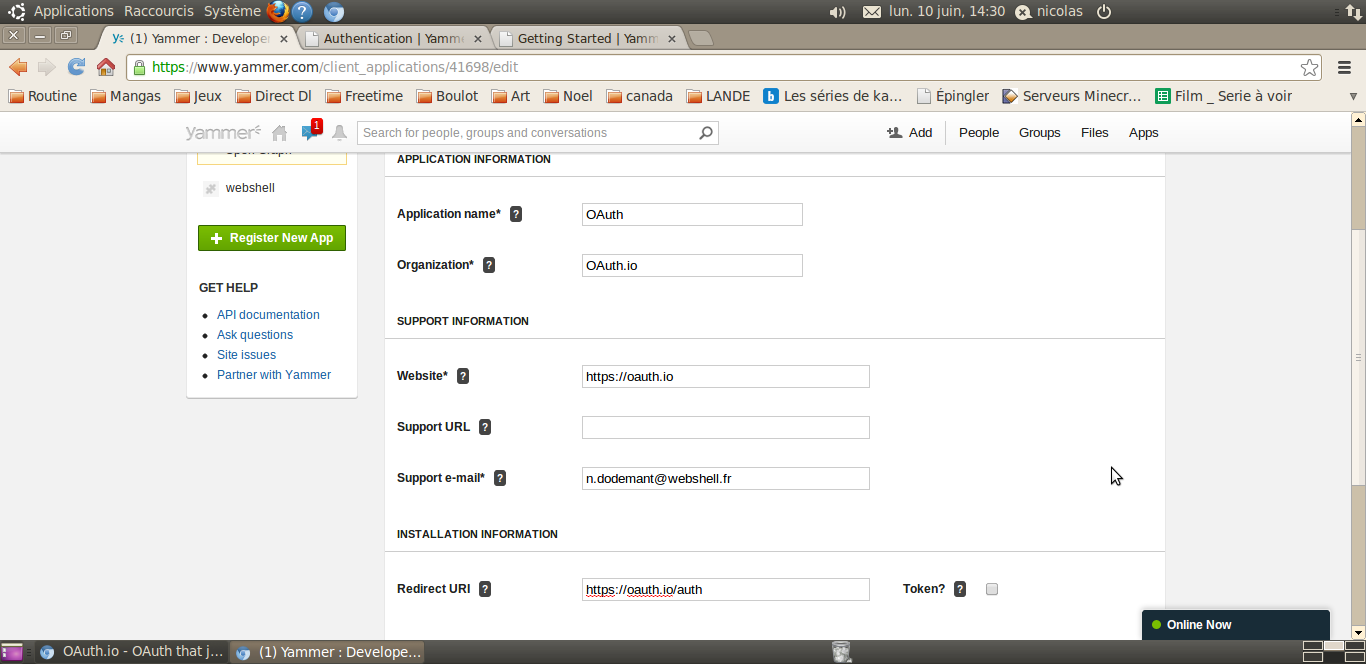 Applications Raccourcis Système
lun. 10 juin, 14:30 nicolas
(1) Yammer : Develope
Authentication | Yamm
Getting Started | Yamm
https://www.yammer.com/client_applications/41698/edit
Routine Mangas Jeux Direct Dl Freetime Boulot Art Noel canada LANDE Les séries de ka... Épingler Serveurs Minecr... Film _ Serie à voir
yammer 1 Search for people, groups and conversations Add People Groups Files Apps
Open Graph
webshell
Register New App
GET HELP
API documentation
Ask questions
Site issues
Partner with Yammer
APPLICATION INFORMATION
Application name* ? OAuth
Organization* ? OAuth.io
SUPPORT INFORMATION
Website* ? https://oauth.io
Support URL ?
Support e-mail* ? n.dodemant@webshell.fr
INSTALLATION INFORMATION
Redirect URI ? https://oauth.io/auth Token? ?
Online Now
OAuth.io - OAuth that j... (1) Yammer : Develope...